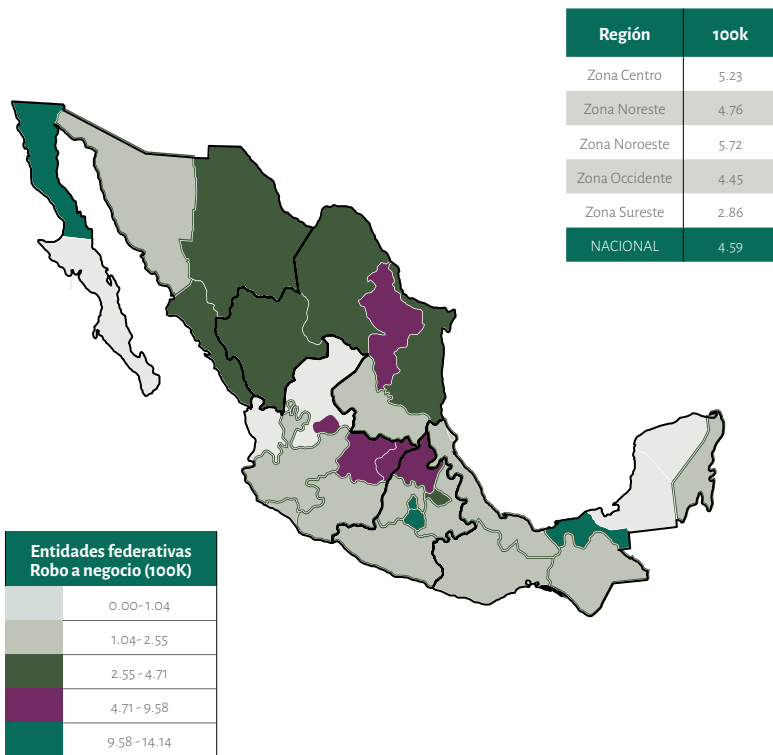 Región 100k
Zona Centro 5.23
Zona Noreste 4.76
Zona Noroeste 5.72
Zona Occidente 4.45
Zona Sureste 2.86
NACIONAL 4.59
Entidades federativas
Robo a negocio (100K)
0.00-1.04
1.04-2.55
2.55-4.71
4.71-9.58
9.58-14.14